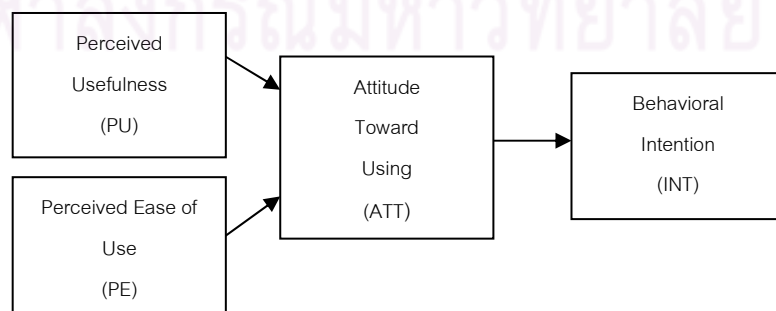 Perceived
Usefulness
(PU)
Perceived Ease of
Use
(PE)
Attitude
Toward
Using
(ATT)
Behavioral
Intention
(INT)